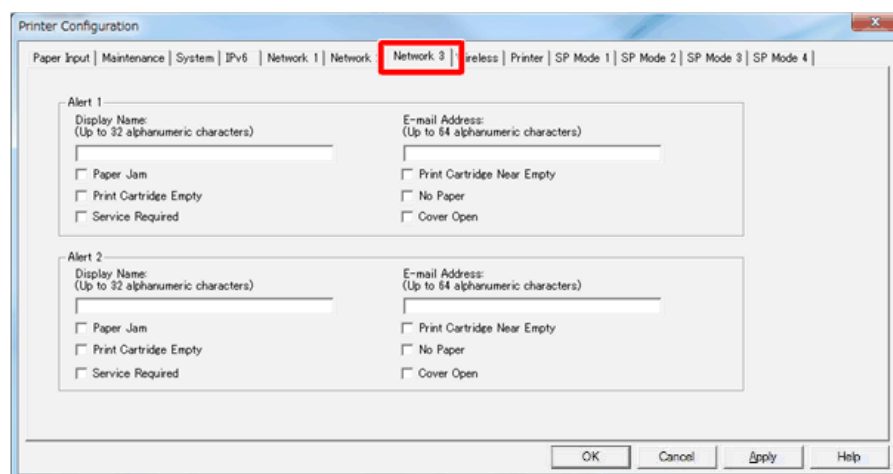 Printer Configuration
Paper Input | Maintenance | System | IPv6 | Network 1 | Network Network 3 | Printer | SP Mode 1 | SP Mode 2 | SP Mode 3 | SP Mode 4 |
Alert 1
Display Name: E-mail Address:
(Up to 32 alphanumeric characters) (Up to 64 alphanumeric characters)
Paper Jam Print Cartridge Near Empty
Print Cartridge Empty No Paper
Service Required Cover Open
Alert 2
Display Name: E-mail Address:
(Up to 32 alphanumeric characters) (Up to 64 alphanumeric characters)
Paper Jam Print Cartridge Near Empty
Print Cartridge Empty No Paper
Service Required Cover Open
OK Cancel Apply Help